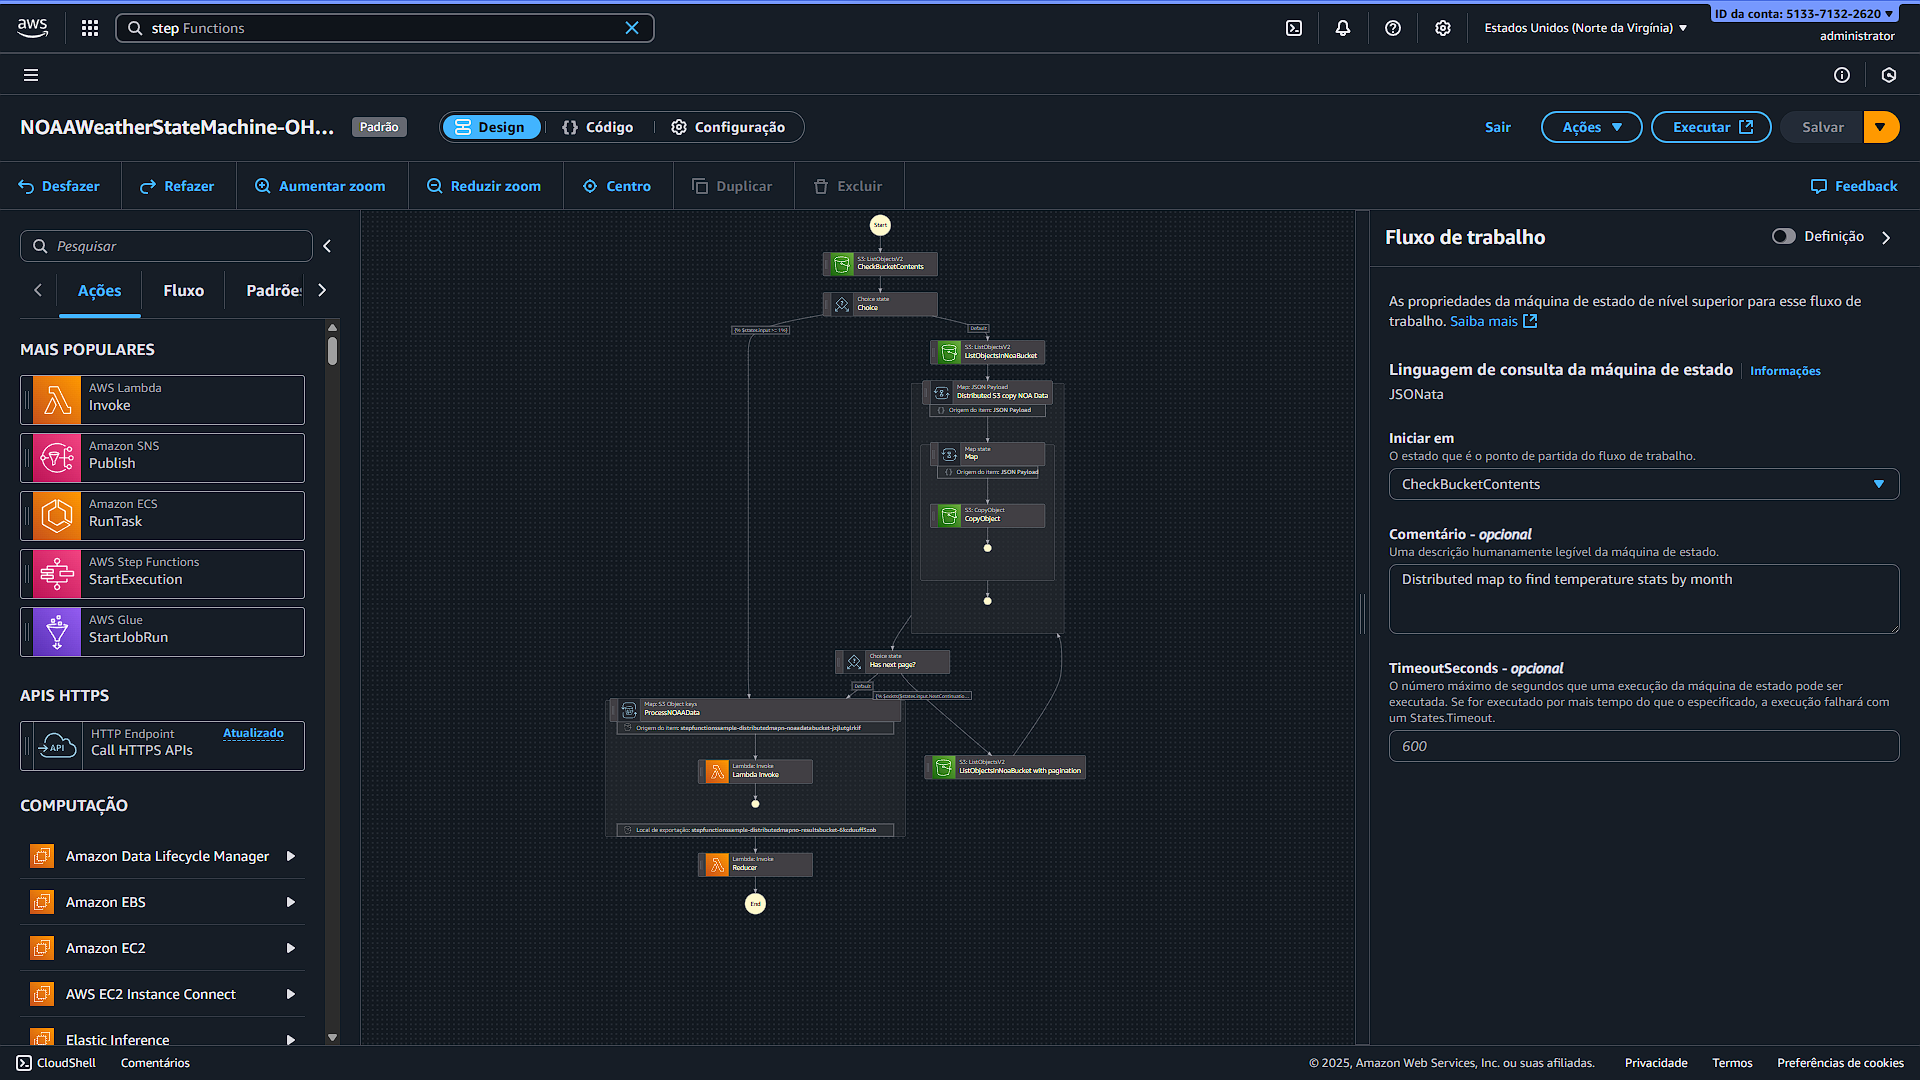 aws
step Functions
Estados Unidos (Norte da Virgínia)
ID da conta: 5133-7132-2620
administrator
NOAAWeatherStateMachine-OH...
Padrão
Design
Código
Configuração
Sair
Ações
Executar
Salvar
Desfazer
Refazer
Aumentar zoom
Reduzir zoom
Centro
Duplicar
Excluir
Feedback
Pesquisar
Ações
Fluxo
Padrões
MAIS POPULARES
AWS Lambda
Invoke
Amazon SNS
Publish
Amazon ECS
RunTask
AWS Step Functions
StartExecution
AWS Glue
StartJobRun
APIS HTTPS
API
HTTP Endpoint
Call HTTPS APIs
Atualizado
COMPUTAÇÃO
Amazon Data Lifecycle Manager
Amazon EBS
Amazon EC2
AWS EC2 Instance Connect
Elastic Inference
Start
S3: ListObjectsV2
CheckBucketContents
Choice state
Choice
{% $states.input >= 1 %}
Default
S3: ListObjectsV2
ListObjectsInNoaBucket
Map: JSON Payload
Distributed S3 copy NOA Data
Origem do item: JSON Payload
Map state
Map
Origem do item: JSON Payload
S3: CopyObject
CopyObject
Choice state
Has next page?
Default
Map: S3 Object keys
ProcessNOAAData
Lambda: Invoke
Lambda Invoke
S3: ListObjectsV2
ListObjectsInNoaBucket with pagination
Lambda: Invoke
Reducer
End
Fluxo de trabalho
Definição
As propriedades da máquina de estado de nível superior para esse fluxo de
trabalho. Saiba mais
Linguagem de consulta da máquina de estado
Informações
JSONata
Iniciar em
O estado que é o ponto de partida do fluxo de trabalho.
CheckBucketContents
Comentário - opcional
Uma descrição humanamente legível da máquina de estado.
Distributed map to find temperature stats by month
TimeoutSeconds - opcional
O número máximo de segundos que uma execução da máquina de estado pode ser
executada. Se for executado por mais tempo do que o especificado, a execução falhará com
um States.Timeout.
600
CloudShell
Comentários
© 2025, Amazon Web Services, Inc. ou suas afiliadas.
Privacidade
Termos
Preferências de cookies